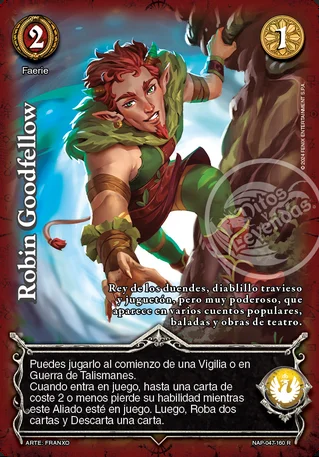 2
Faerie
1
© 2024 FENIX ENTERTAINMENT S.P.A.
Robin Goodfellow
Mitos y
Leyendas
Rey de los duendes, diablillo travieso
y juguetón, pero muy poderoso, que
aparece en varios cuentos populares,
baladas y obras de teatro.
Puedes jugarlo al comienzo de una Vigilia o en
Guerra de Talismanes.
Cuando entra en juego, hasta una carta de
coste 2 o menos pierde su habilidad mientras
este Aliado esté en juego. Luego, Roba dos
cartas y Descarta una carta.
ARTE: FRANXO
NAP-047-160 R